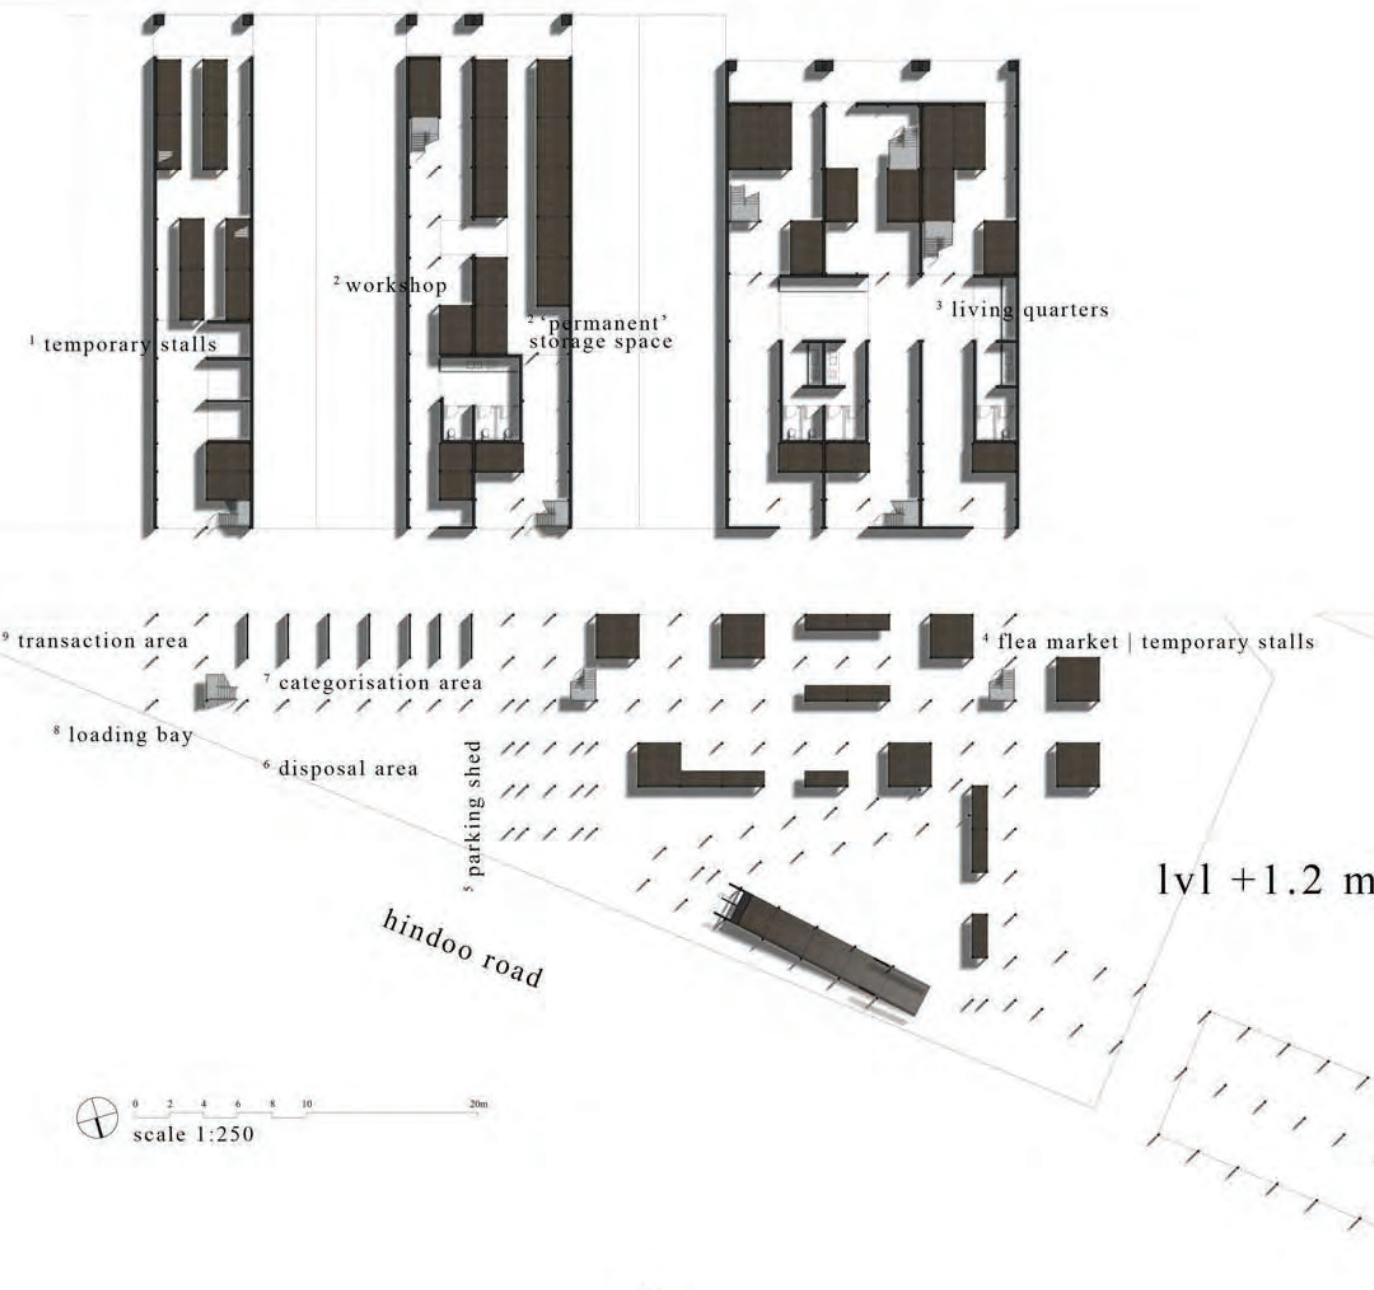 ² workshop
³ living quarters
² ‘permanent’
storage space
¹ temporary stalls
⁹ transaction area
⁴ flea market | temporary stalls
⁷ categorisation area
⁸ loading bay
⁶ disposal area
⁵ parking shed
lvl +1.2 m
hindoo road
0 2 4 6 8 10 20m
scale 1:250